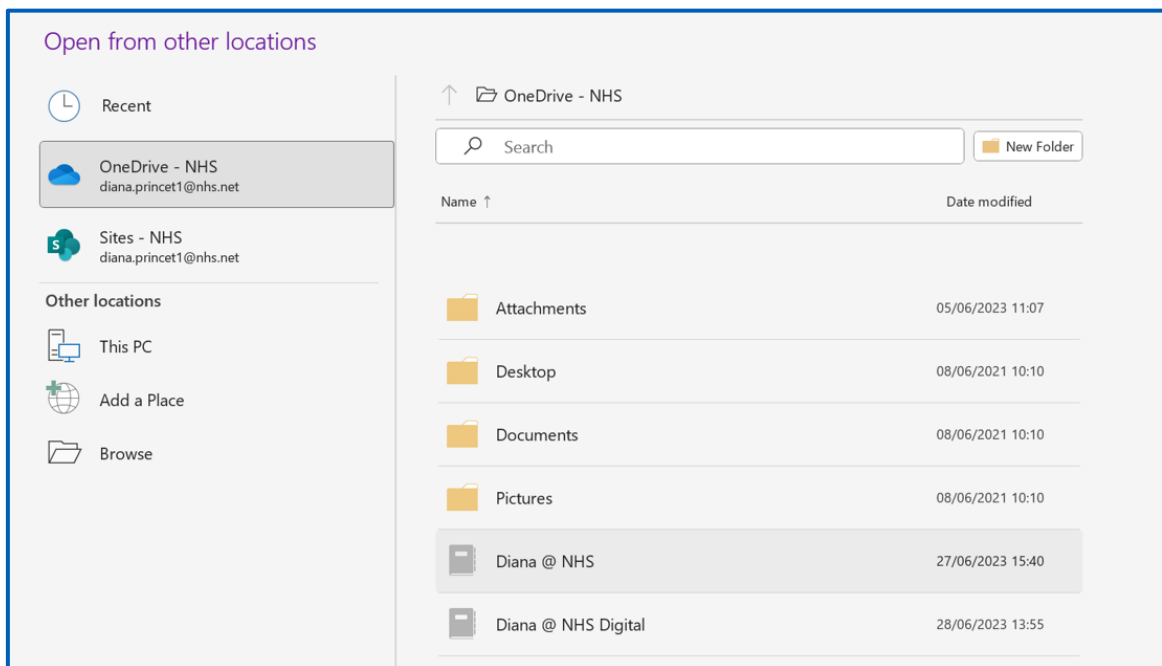 Open from other locations
Recent
OneDrive - NHS
diana.princet1@nhs.net
Sites - NHS
diana.princet1@nhs.net
Other locations
This PC
Add a Place
Browse
OneDrive - NHS
Search
New Folder
Name ↑ Date modified
Attachments 05/06/2023 11:07
Desktop 08/06/2021 10:10
Documents 08/06/2021 10:10
Pictures 08/06/2021 10:10
Diana @ NHS 27/06/2023 15:40
Diana @ NHS Digital 28/06/2023 13:55